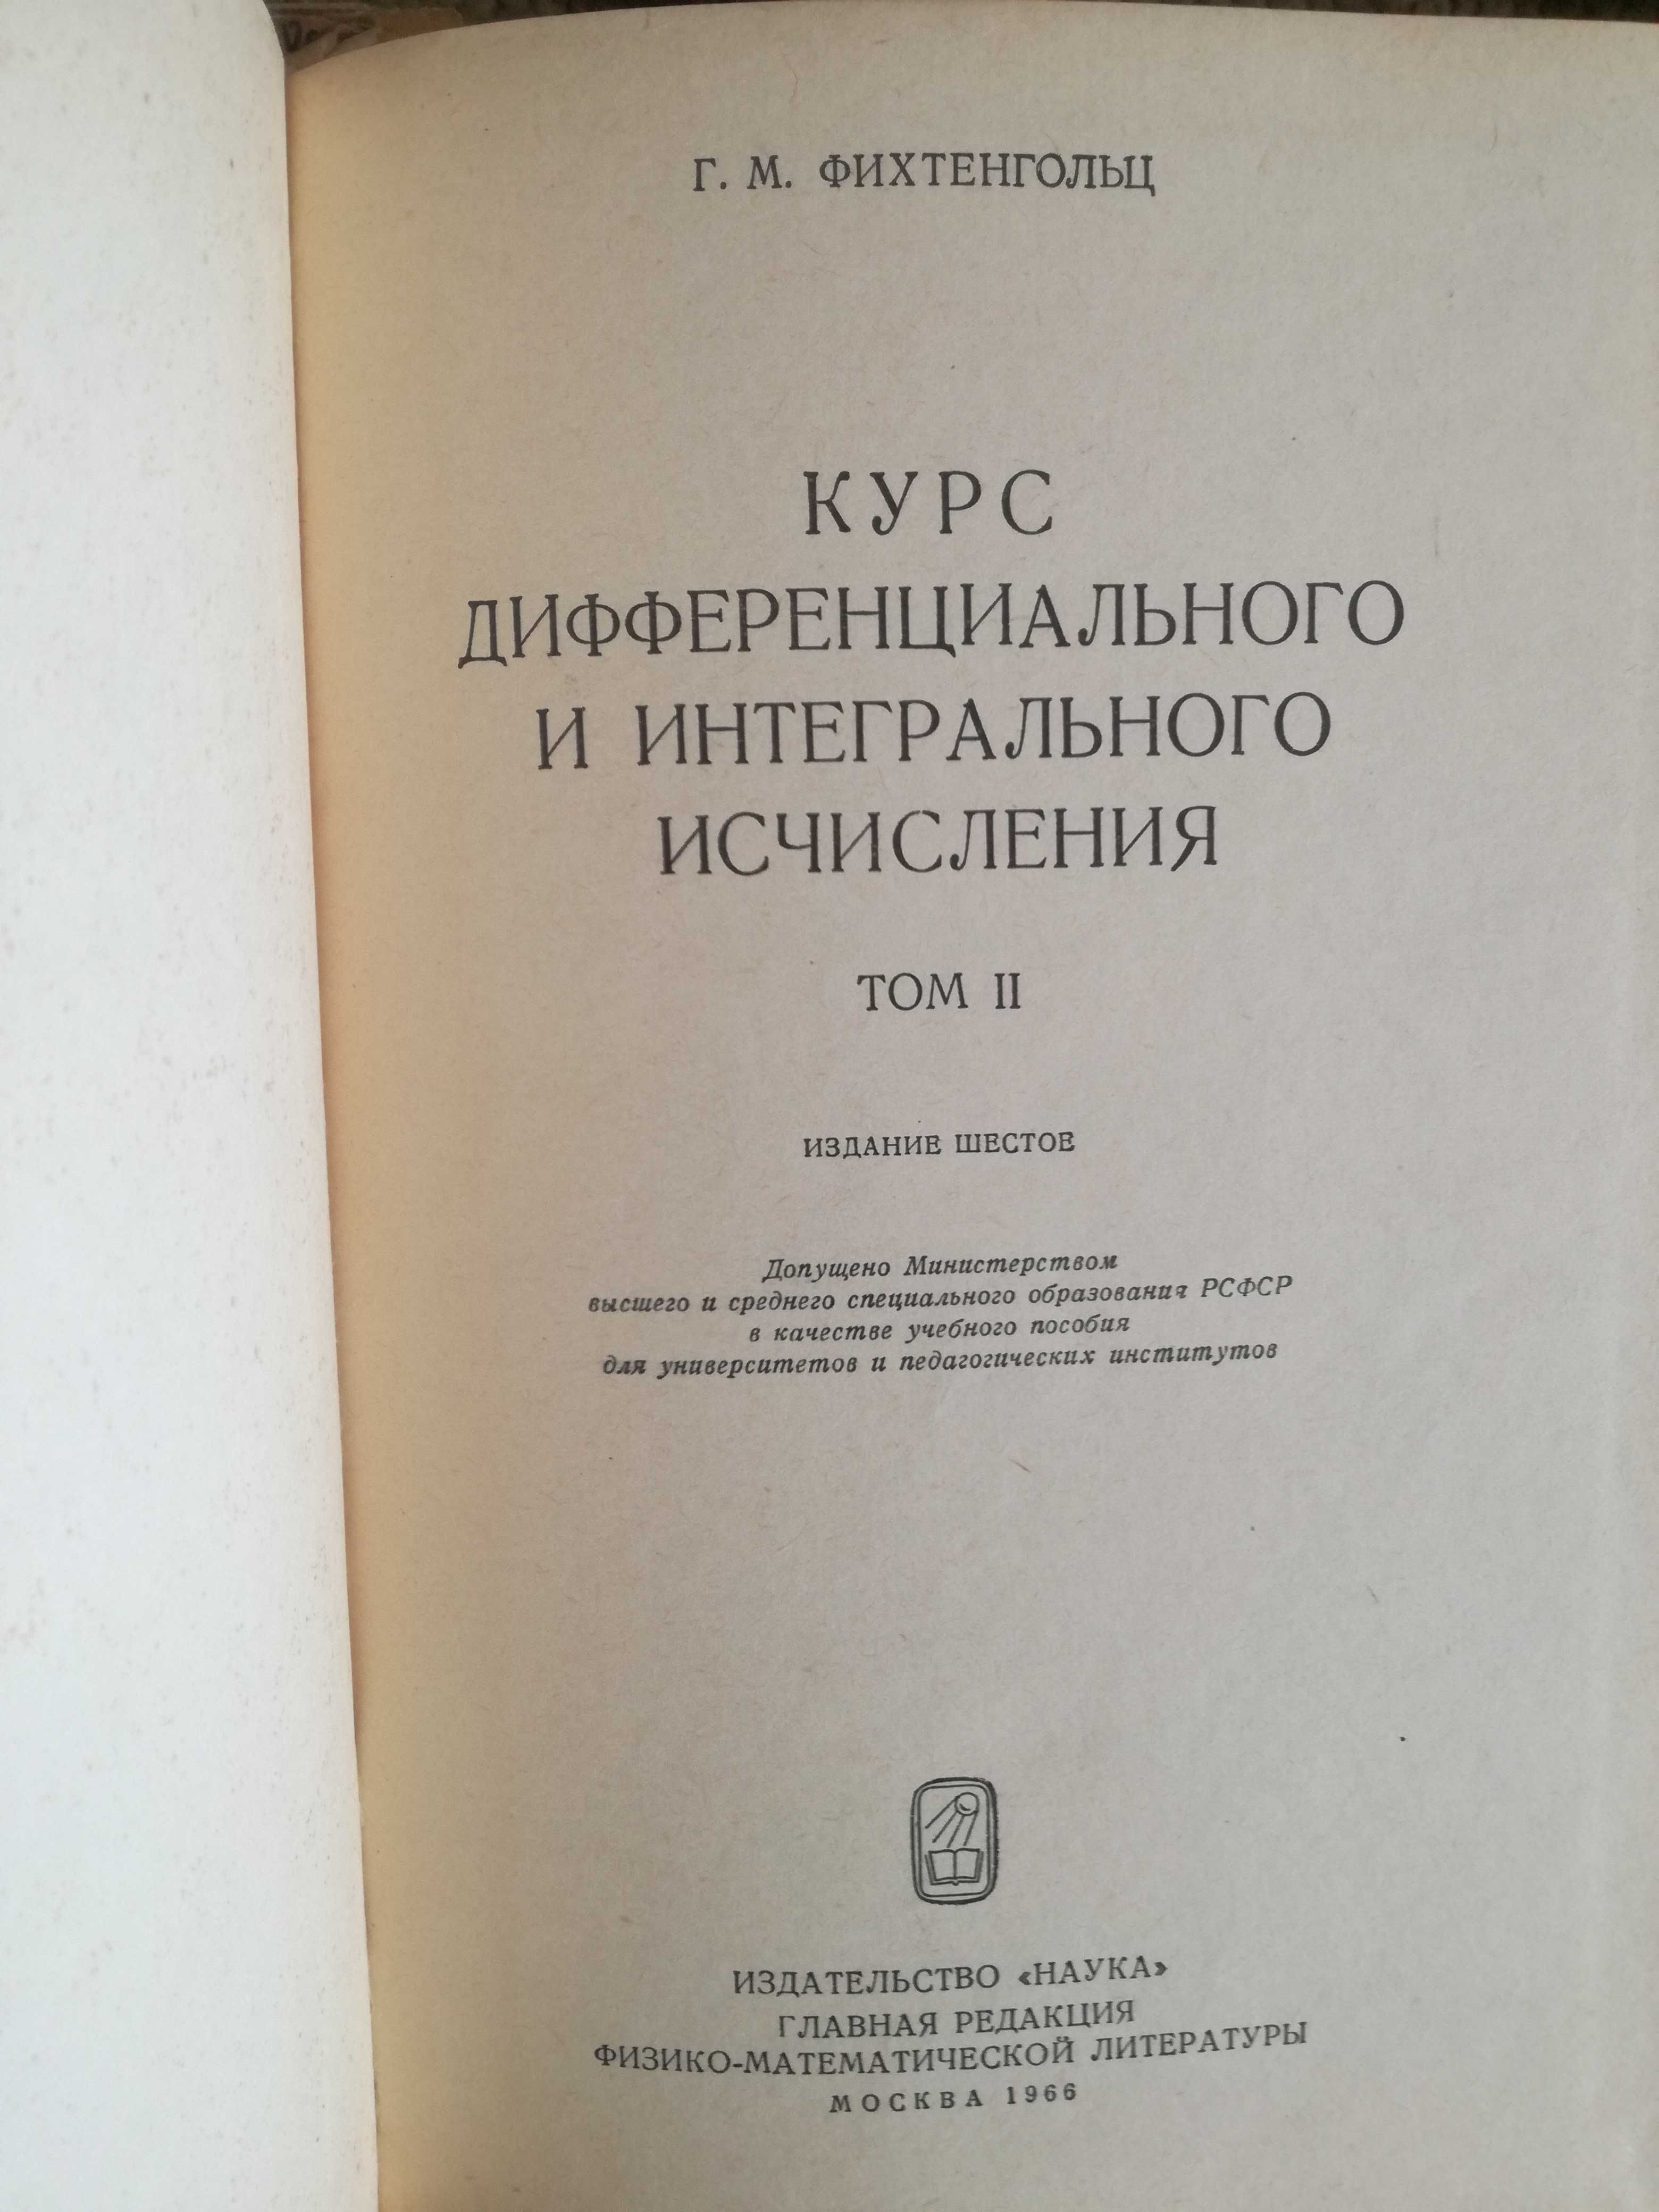 Г. М. ФИХТЕНГОЛЬЦ
КУРС
ДИФФЕРЕНЦИАЛЬНОГО
И ИНТЕГРАЛЬНОГО
ИСЧИСЛЕНИЯ
ТОМ II
ИЗДАНИЕ ШЕСТОЕ
Допущено Министерством
высшего и среднего специального образования РСФСР
в качестве учебного пособия
для университетов и педагогических институтов
ИЗДАТЕЛЬСТВО «НАУКА»
ГЛАВНАЯ РЕДАКЦИЯ
ФИЗИКО-МАТЕМАТИЧЕСКОЙ ЛИТЕРАТУРЫ
МОСКВА 1966